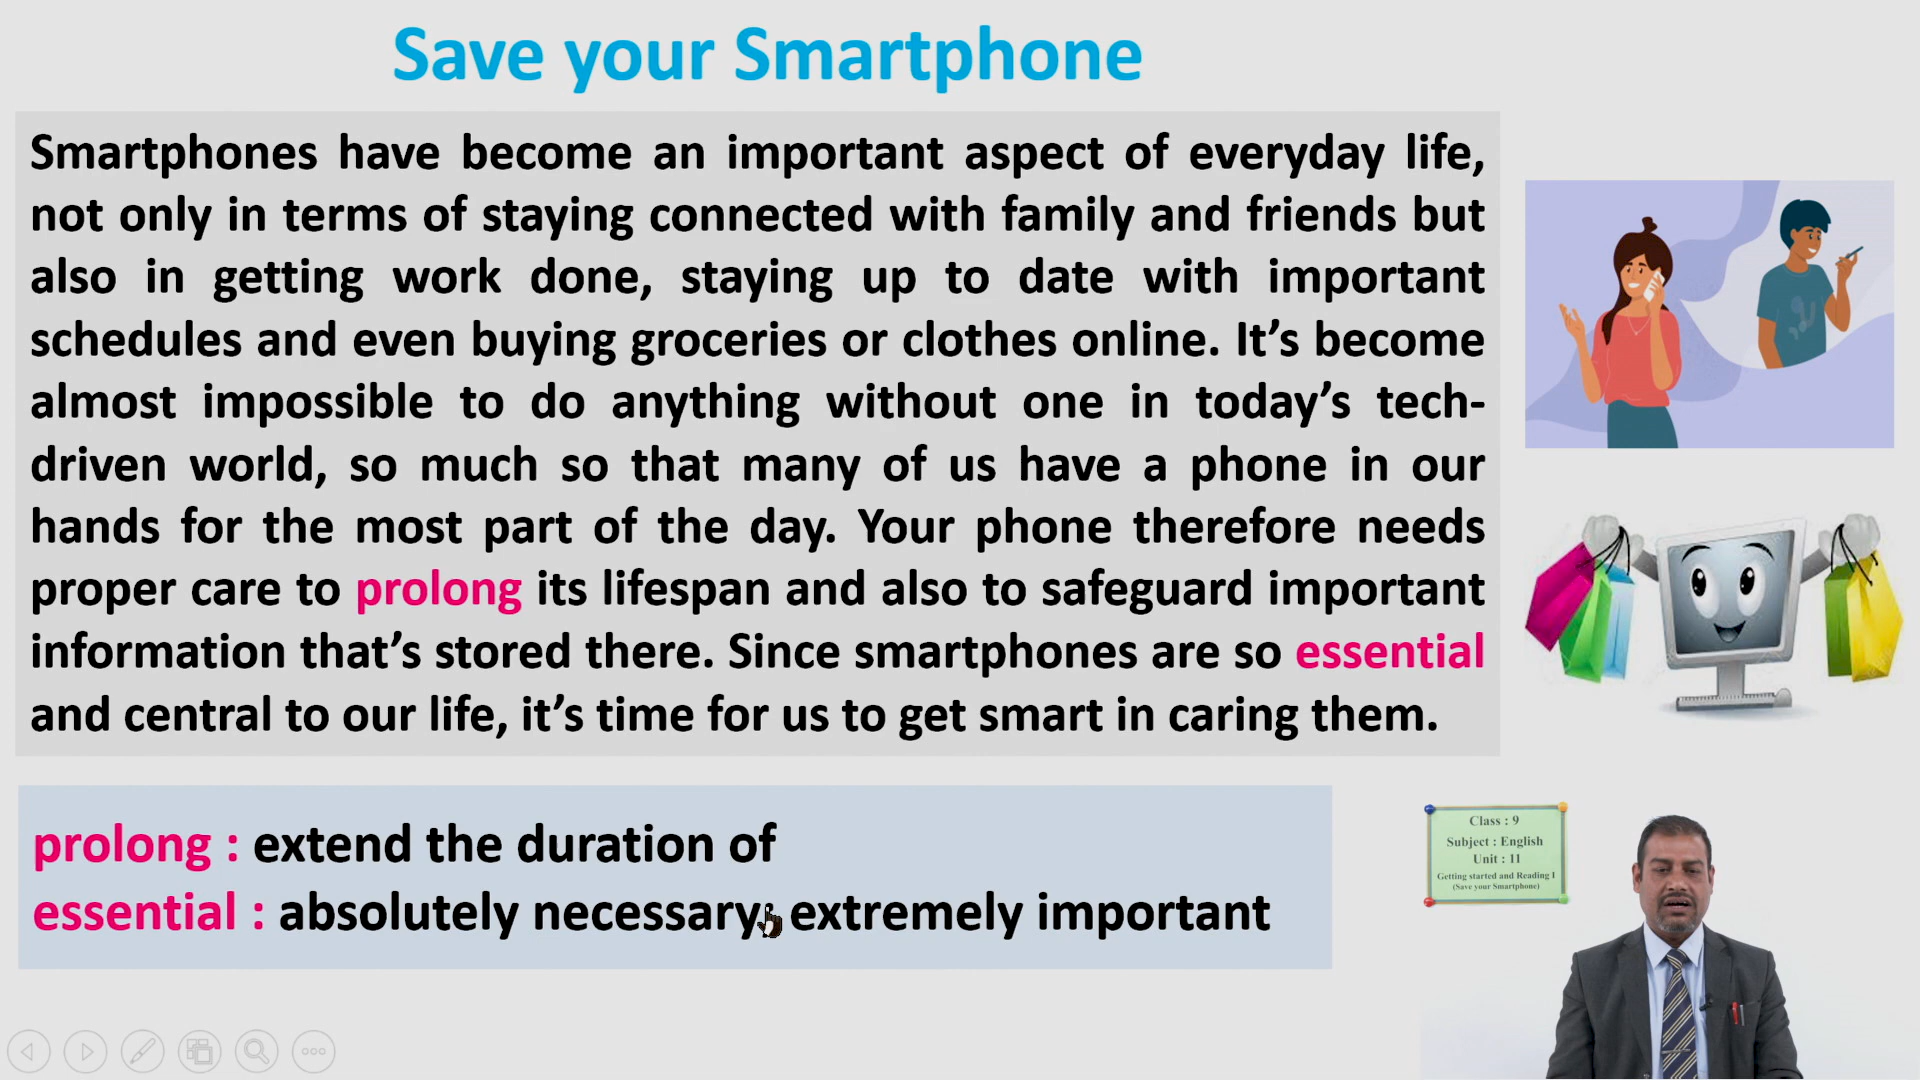 Save your Smartphone
Smartphones have become an important aspect of everyday life,
not only in terms of staying connected with family and friends but
also in getting work done, staying up to date with important
schedules and even buying groceries or clothes online. It’s become
almost impossible to do anything without one in today’s tech-
driven world, so much so that many of us have a phone in our
hands for the most part of the day. Your phone therefore needs
proper care to prolong its lifespan and also to safeguard important
information that’s stored there. Since smartphones are so essential
and central to our life, it’s time for us to get smart in caring them.
prolong : extend the duration of
essential : absolutely necessary; extremely important
Class : 9
Subject : English
Unit : 11
Getting started and Reading I
(Save your Smartphone)